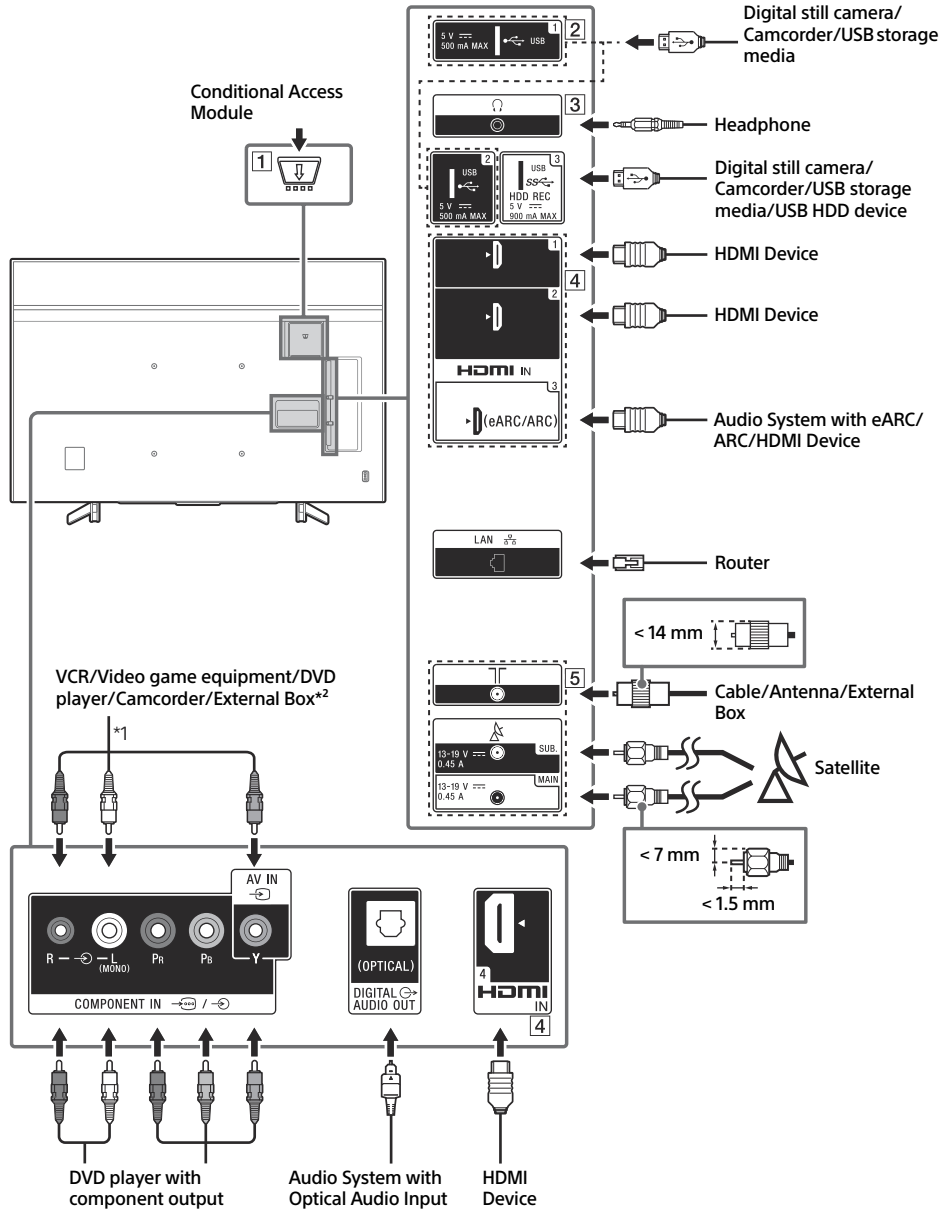 Digital still camera/
Camcorder/USB storage
media
5 V
500 mA MAX
USB
1
2
Conditional Access
Module
1
3
Headphone
2
USB
5 V
500 mA MAX
3
USB
SS
HDD REC
5 V
900 mA MAX
Digital still camera/
Camcorder/USB storage
media/USB HDD device
1
HDMI Device
4
2
HDMI Device
HDMI IN
3
(eARC/ARC)
Audio System with eARC/
ARC/HDMI Device
LAN
Router
< 14 mm
5
Cable/Antenna/External
Box
13-19 V
0.45 A
SUB.
MAIN
13-19 V
0.45 A
Satellite
< 7 mm
< 1.5 mm
VCR/Video game equipment/DVD
player/Camcorder/External Box*2
*1
AV IN
R — — L
(MONO)
PR
PB
Y
COMPONENT IN /
(OPTICAL)
DIGITAL
AUDIO OUT
4
HDMI
IN
4
DVD player with
component output
Audio System with
Optical Audio Input
HDMI
Device